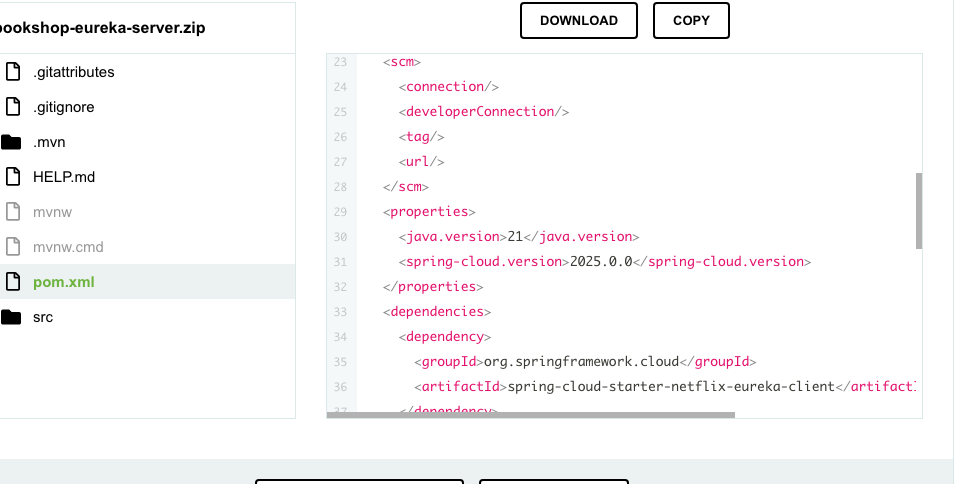 bookshop-eureka-server.zip
DOWNLOAD
COPY
.gitattributes
.gitignore
.mvn
HELP.md
mvnw
mvnw.cmd
pom.xml
src
23 <scm>
24 <connection/>
25 <developerConnection/>
26 <tag/>
27 <url/>
28 </scm>
29 <properties>
30 <java.version>21</java.version>
31 <spring-cloud.version>2025.0.0</spring-cloud.version>
32 </properties>
33 <dependencies>
34 <dependency>
35 <groupId>org.springframework.cloud</groupId>
36 <artifactId>spring-cloud-starter-netflix-eureka-client</artifactI
37 </dependency>